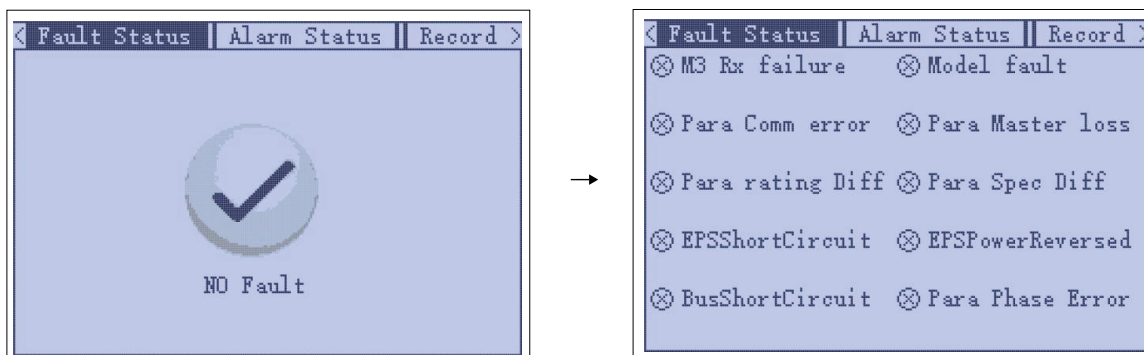 < Fault Status Alarm Status Record >
NO Fault
→
< Fault Status Alarm Status Record >
M3 Rx failure Model fault
Para Comm error Para Master loss
Para rating Diff Para Spec Diff
EPSShortCircuit EPSPowerReversed
BusShortCircuit Para Phase Error